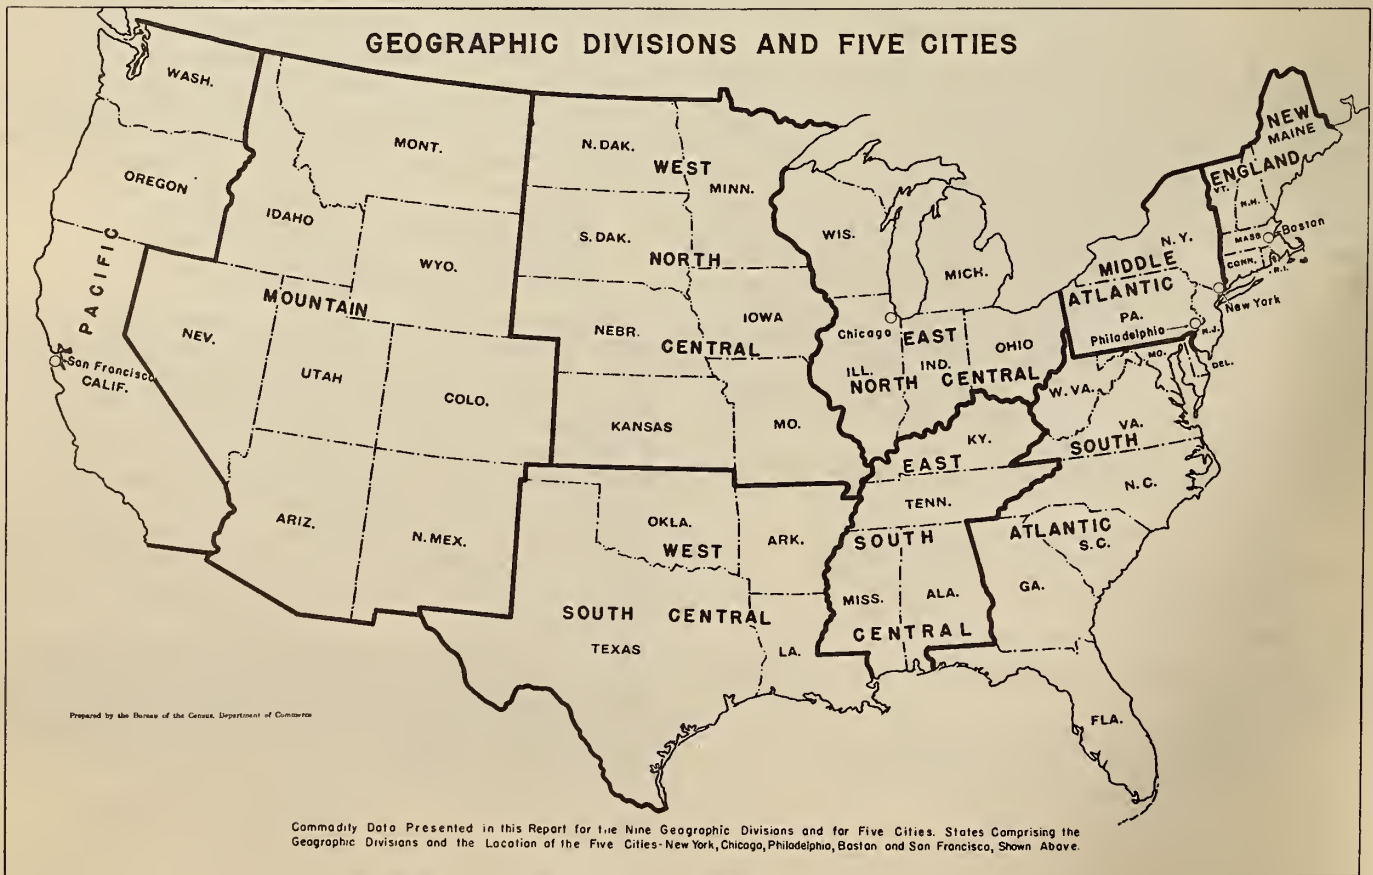 GEOGRAPHIC DIVISIONS AND FIVE CITIES
WASH.
OREGON
PACIFIC
San Francisco
CALIF.
MONT.
IDAHO
WYO.
MOUNTAIN
NEV.
UTAH
COLO.
ARIZ.
N. MEX.
N. DAK.
WEST
MINN.
S. DAK.
NORTH
NEBR.
IOWA
CENTRAL
KANSAS
MO.
WIS.
MICH.
Chicago
EAST
OHIO
ILL.
IND.
NORTH CENTRAL
NEW
MAINE
ENGLAND
VT.
N.H.
MASS
Boston
CONN.
R.I.
N.Y.
MIDDLE
ATLANTIC
New York
PA.
Philadelphia
N.J.
MO.
DEL.
W. VA.
VA.
SOUTH
N.C.
ATLANTIC
S.C.
GA.
FLA.
KY.
EAST
TENN.
SOUTH
MISS.
ALA.
CENTRAL
OKLA.
ARK.
WEST
SOUTH CENTRAL
TEXAS
LA.
Prepared by the Bureau of the Census, Department of Commerce
Commodity Data Presented in this Report for the Nine Geographic Divisions and for Five Cities. States Comprising the
Geographic Divisions and the Location of the Five Cities-New York, Chicago, Philadelphia, Boston and San Francisco, Shown Above.